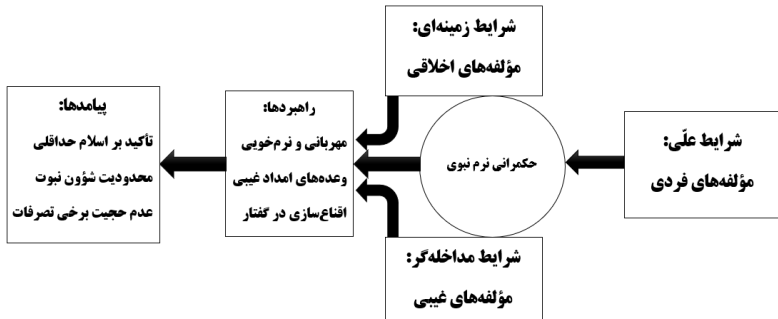 شرایط زمینه‌ای:
مؤلفه‌های اخلاقی
شرایط علّی:
مؤلفه‌های فردی
حکمرانی نرم نبوی
راهبردها:
مهربانی و نرم‌خویی
وعده‌های امداد غیبی
اقناع‌سازی در گفتار
پیامدها:
تأکید بر اسلام حداقلی
محدودیت شؤون نبوت
عدم حجیت برخی تصرفات
شرایط مداخله‌گر:
مؤلفه‌های غیبی